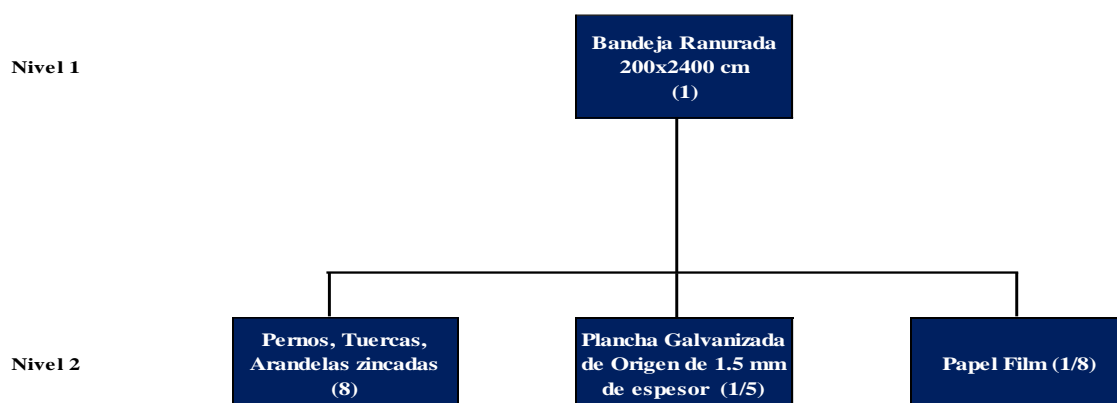 Nivel 1
Bandeja Ranurada
200x2400 cm
(1)
Nivel 2
Pernos, Tuercas,
Arandelas zincadas
(8)
Plancha Galvanizada
de Origen de 1.5 mm
de espesor (1/5)
Papel Film (1/8)